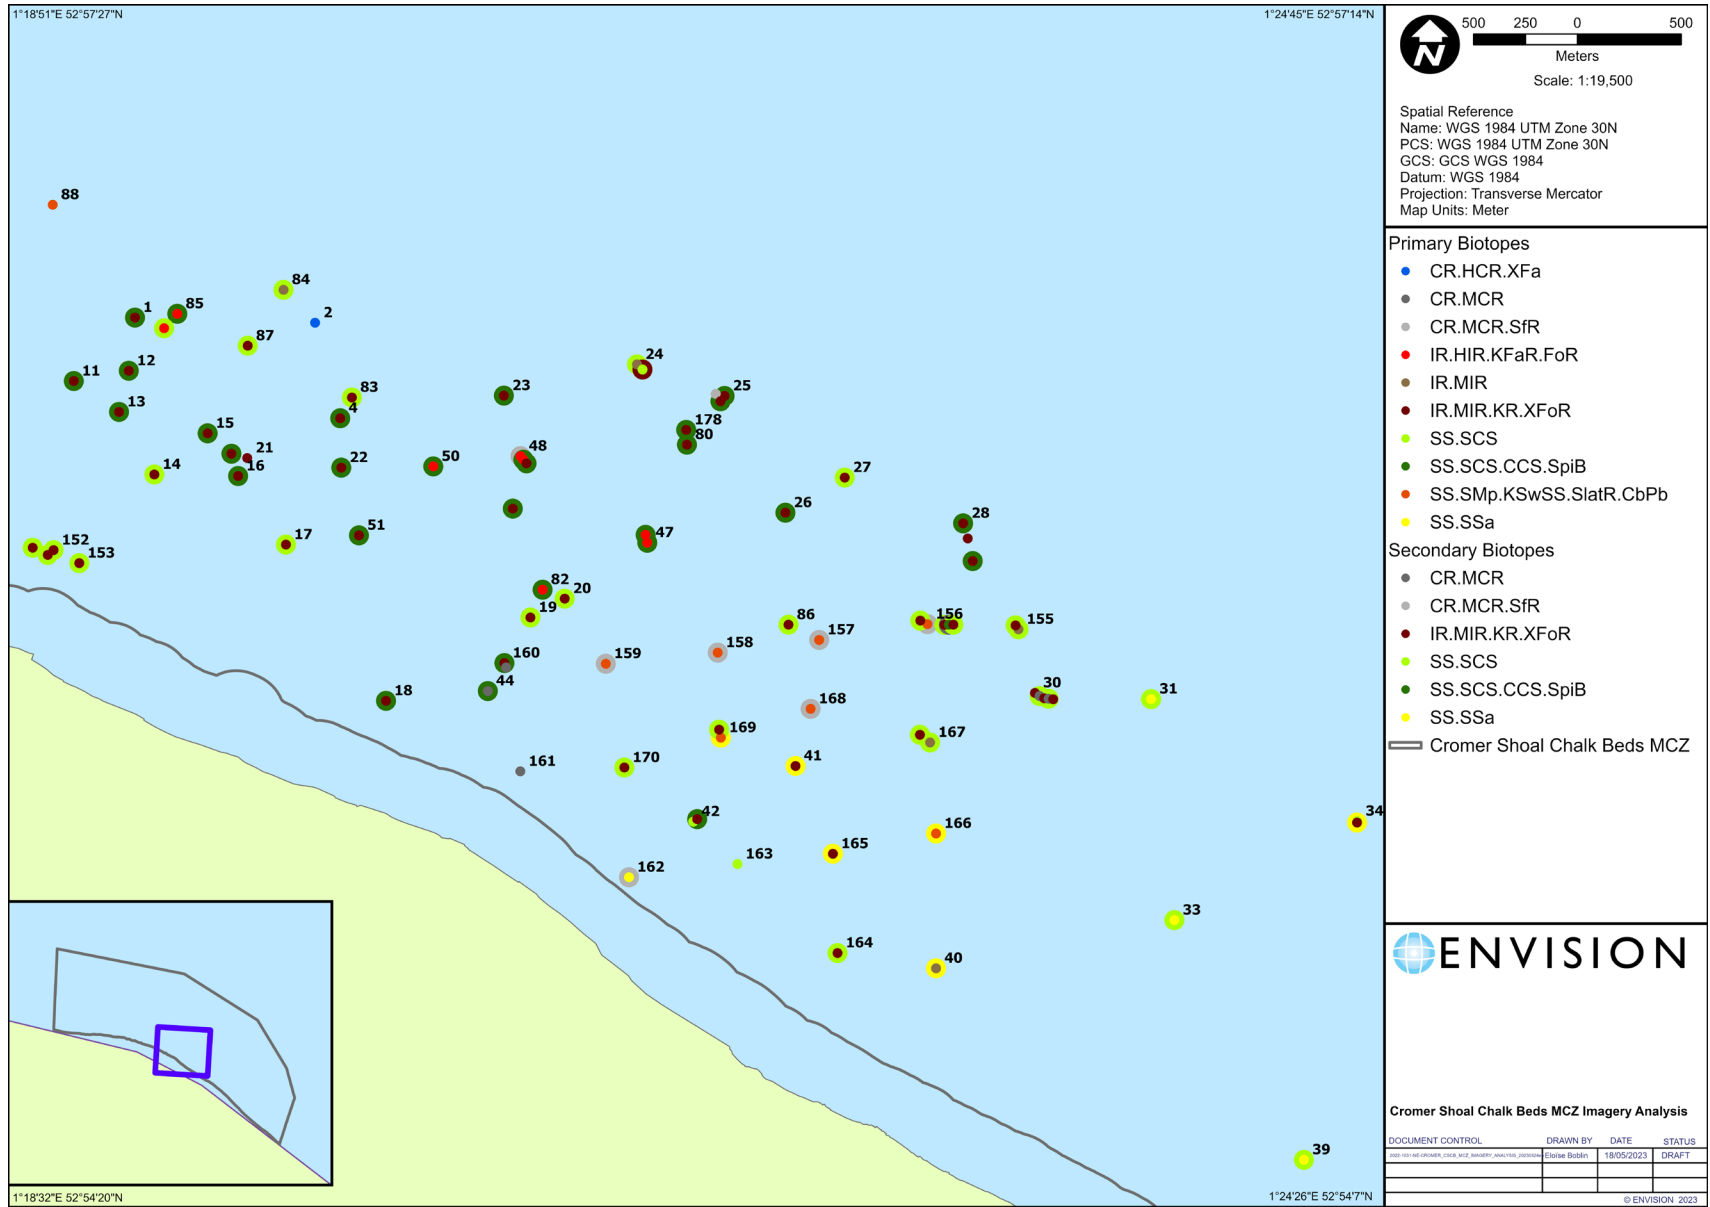 1°18'51"E 52°57'27"N
1°24'45"E 52°57'14"N
88
84
1
85
2
87
24
12
11
83
23
25
13
4
178
15
80
21
48
14
16
22
50
27
26
28
51
47
17
152
153
82
20
19
86
157
156
155
158
160
159
44
18
30
31
168
169
167
161
170
41
42
34
166
165
163
162
33
164
40
39
1°18'32"E 52°54'20"N
1°24'26"E 52°54'7"N
N
500 250 0 500
Meters
Scale: 1:19,500
Spatial Reference
Name: WGS 1984 UTM Zone 30N
PCS: WGS 1984 UTM Zone 30N
GCS: GCS WGS 1984
Datum: WGS 1984
Projection: Transverse Mercator
Map Units: Meter
Primary Biotopes
CR.HCR.XFa
CR.MCR
CR.MCR.SfR
IR.HIR.KFaR.FoR
IR.MIR
IR.MIR.KR.XFoR
SS.SCS
SS.SCS.CCS.SpiB
SS.SMp.KSwSS.SlatR.CbPb
SS.SSa
Secondary Biotopes
CR.MCR
CR.MCR.SfR
IR.MIR.KR.XFoR
SS.SCS
SS.SCS.CCS.SpiB
SS.SSa
Cromer Shoal Chalk Beds MCZ
ENVISION
Cromer Shoal Chalk Beds MCZ Imagery Analysis
DOCUMENT CONTROL DRAWN BY DATE STATUS
Eloïse Boblin 18/05/2023 DRAFT
© ENVISION 2023